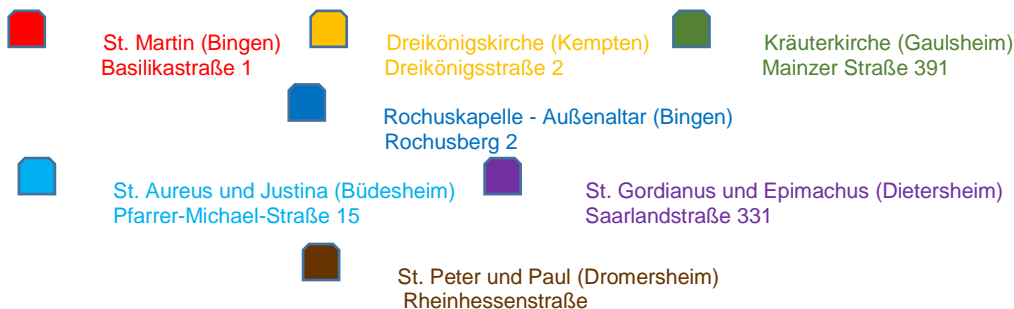 St. Martin (Bingen)
Basilikastraße 1
Dreikönigskirche (Kempten)
Dreikönigsstraße 2
Kräuterkirche (Gaulsheim)
Mainzer Straße 391
Rochuskapelle - Außenaltar (Bingen)
Rochusberg 2
St. Aureus und Justina (Büdesheim)
Pfarrer-Michael-Straße 15
St. Gordianus und Epimachus (Dietersheim)
Saarlandstraße 331
St. Peter und Paul (Dromersheim)
Rheinhessenstraße